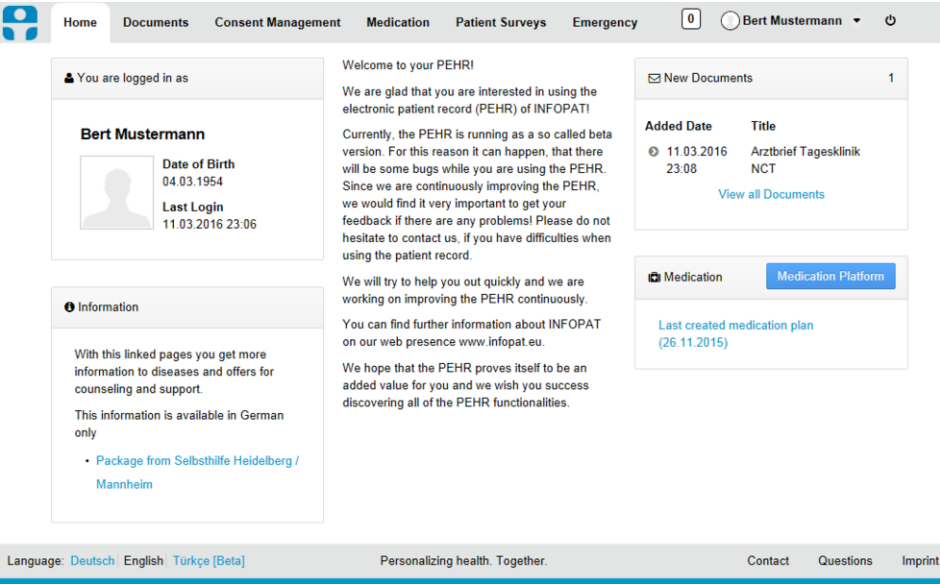 Home Documents Consent Management Medication Patient Surveys Emergency 0 Bert Mustermann
You are logged in as
Bert Mustermann
Date of Birth
04.03.1954
Last Login
11.03.2016 23:06
Information
With this linked pages you get more
information to diseases and offers for
counseling and support.
This information is available in German
only
• Package from Selbsthilfe Heidelberg /
Mannheim
Welcome to your PEHR!
We are glad that you are interested in using the
electronic patient record (PEHR) of INFOPAT!
Currently, the PEHR is running as a so called beta
version. For this reason it can happen, that there
will be some bugs while you are using the PEHR.
Since we are continuously improving the PEHR,
we would find it very important to get your
feedback if there are any problems! Please do not
hesitate to contact us, if you have difficulties when
using the patient record.
We will try to help you out quickly and we are
working on improving the PEHR continuously.
You can find further information about INFOPAT
on our web presence www.infopat.eu.
We hope that the PEHR proves itself to be an
added value for you and we wish you success
discovering all of the PEHR functionalities.
New Documents 1
Added Date Title
11.03.2016 Arztbrief Tagesklinik
23:08 NCT
View all Documents
Medication Medication Platform
Last created medication plan
(26.11.2015)
Language: Deutsch English Türkçe [Beta] Personalizing health. Together. Contact Questions Imprint